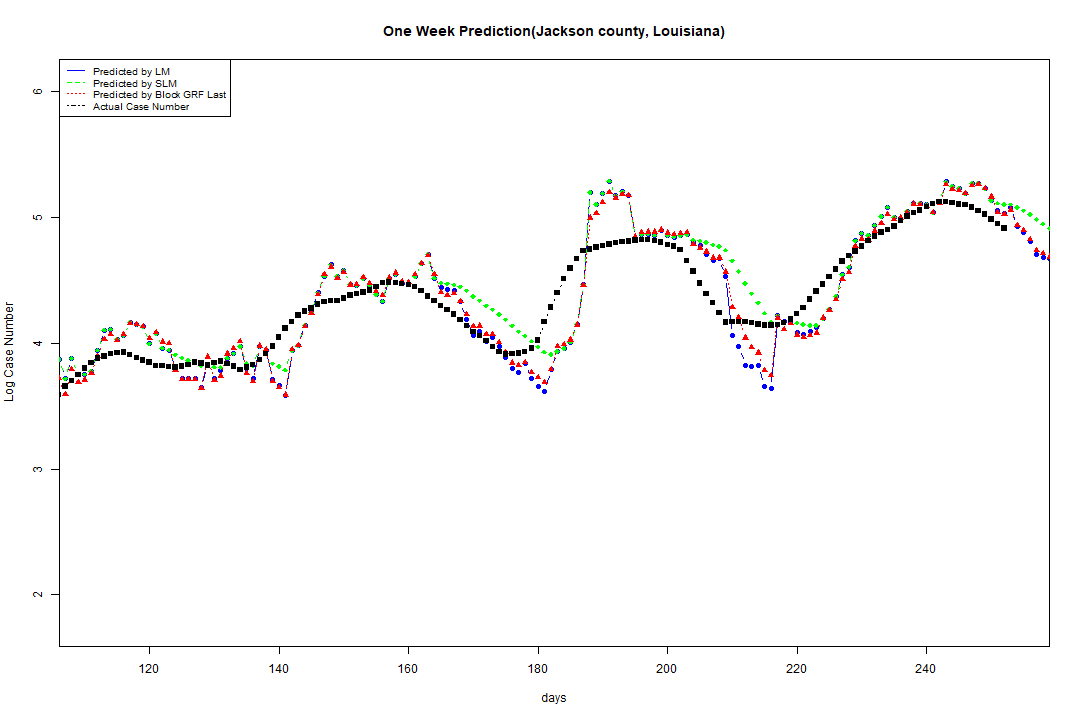 One Week Prediction(Jackson county, Louisiana)
Predicted by LM
Predicted by SLM
Predicted by Block GRF Last
Actual Case Number
6
5
4
3
2
Log Case Number
120 140 160 180 200 220 240
days